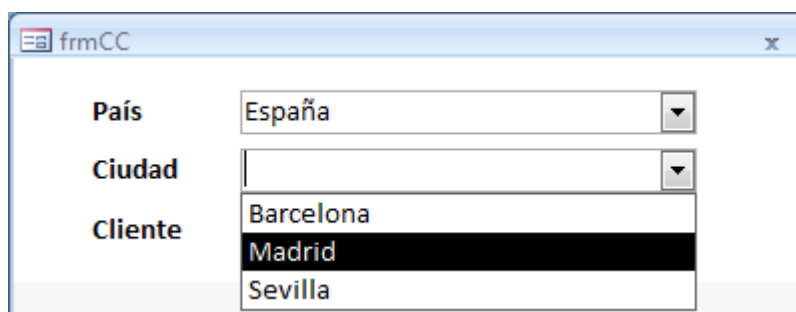 frmCC
País España
Ciudad
Barcelona
Cliente
Madrid
Sevilla